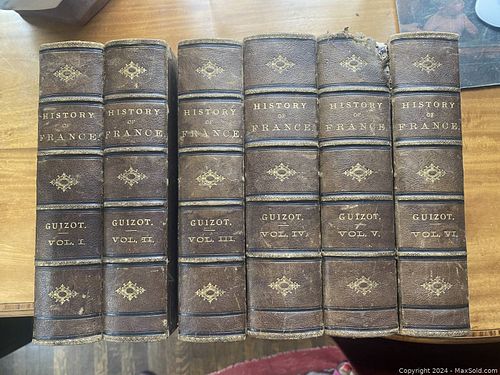 HISTORY
OF
FRANCE.
GUIZOT.
VOL. I.
HISTORY
OF
FRANCE.
GUIZOT.
VOL. II.
HISTORY
OF
FRANCE.
GUIZOT.
VOL. III.
HISTORY
OF
FRANCE.
GUIZOT.
VOL. IV.
HISTORY
OF
FRANCE.
GUIZOT.
VOL. V.
HISTORY
OF
FRANCE.
GUIZOT.
VOL. VI.
Copyright 2024 - MaxSold.com